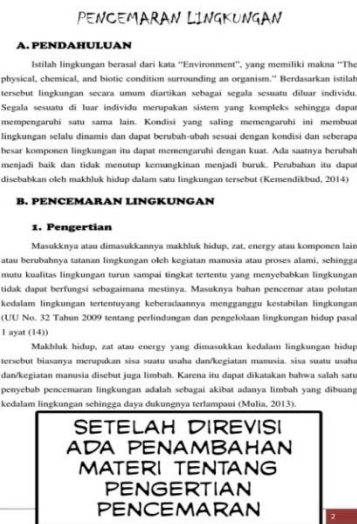 PENCEMARAN LINGKUNGAN
A. PENDAHULUAN
Istilah lingkungan berasal dari kata “Environment”, yang memiliki makna “The
physical, chemical, and biotic condition surrounding an organism.” Berdasarkan istilah
tersebut lingkungan secara umum diartikan sebagai segala sesuatu diluar individu.
Segala sesuatu di luar individu merupakan sistem yang kompleks sehingga dapat
mempengaruhi satu sama lain. Kondisi yang saling memengaruhi ini membuat
lingkungan selalu dinamis dan dapat berubah-ubah sesuai dengan kondisi dan seberapa
besar komponen lingkungan itu dapat memengaruhi dengan kuat. Ada saatnya berubah
menjadi baik dan tidak menutup kemungkinan menjadi buruk. Perubahan itu dapat
disebabkan oleh makhluk hidup dalam satu lingkungan tersebut (Kemendikbud, 2014)
B. PENCEMARAN LINGKUNGAN
1. Pengertian
Masukknya atau dimasukkannya makhluk hidup, zat, energy atau komponen lain
atau berubahnya tatanan lingkungan oleh kegiatan manusia atau proses alami, sehingga
mutu kualitas lingkungan turun sampai tingkat tertentu yang menyebabkan lingkungan
tidak dapat berfungsi sebagaimana mestinya. Masuknya bahan pencemar atau polutan
kedalam lingkungan tertentuyang keberadaannya mengganggu kestabilan lingkungan
(UU No. 32 Tahun 2009 tentang perlindungan dan pengelolaan lingkungan hidup pasal
1 ayat (14))
Makhluk hidup, zat atau energy yang dimasukkan kedalam lingkungan hidup
tersebut biasanya merupakan sisa suatu usaha dan/kegiatan manusia. sisa suatu usaha
dan/kegiatan manusia disebut juga limbah. Karena itu dapat dikatakan bahwa salah satu
penyebab pencemaran lingkungan adalah sebagai akibat adanya limbah yang dibuang
kedalam lingkungan sehingga daya dukungnya terlampaui (Mulia, 2013).
SETELAH DIREVISI
ADA PENAMBAHAN
MATERI TENTANG
PENGERTIAN
PENCEMARAN
2